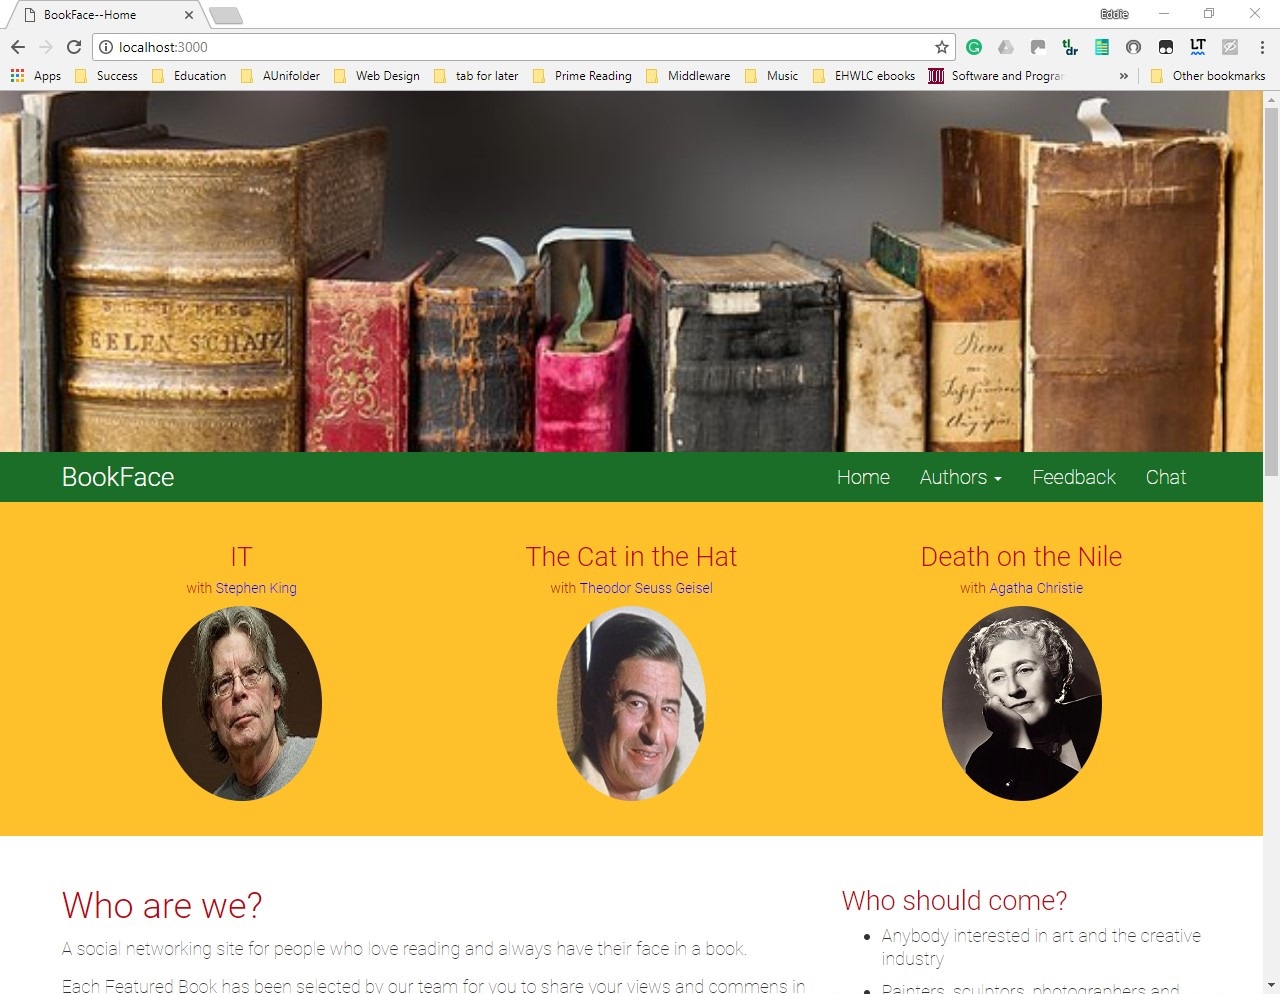 BookFace--Home
Eddie
localhost:3000
tl;dr
LT
Apps
Success
Education
AUnifolder
Web Design
tab for later
Prime Reading
Middleware
Music
EHWLC ebooks
Software and Progra
»
Other bookmarks
SEELEN SCHATZ
BookFace
Home
Authors
Feedback
Chat
IT
with Stephen King
The Cat in the Hat
with Theodor Seuss Geisel
Death on the Nile
with Agatha Christie
Who are we?
A social networking site for people who love reading and always have their face in a book.
Each Featured Book has been selected by our team for you to share your views and commens in
Who should come?
• Anybody interested in art and the creative
industry
• Painters, sculptors, photographers and